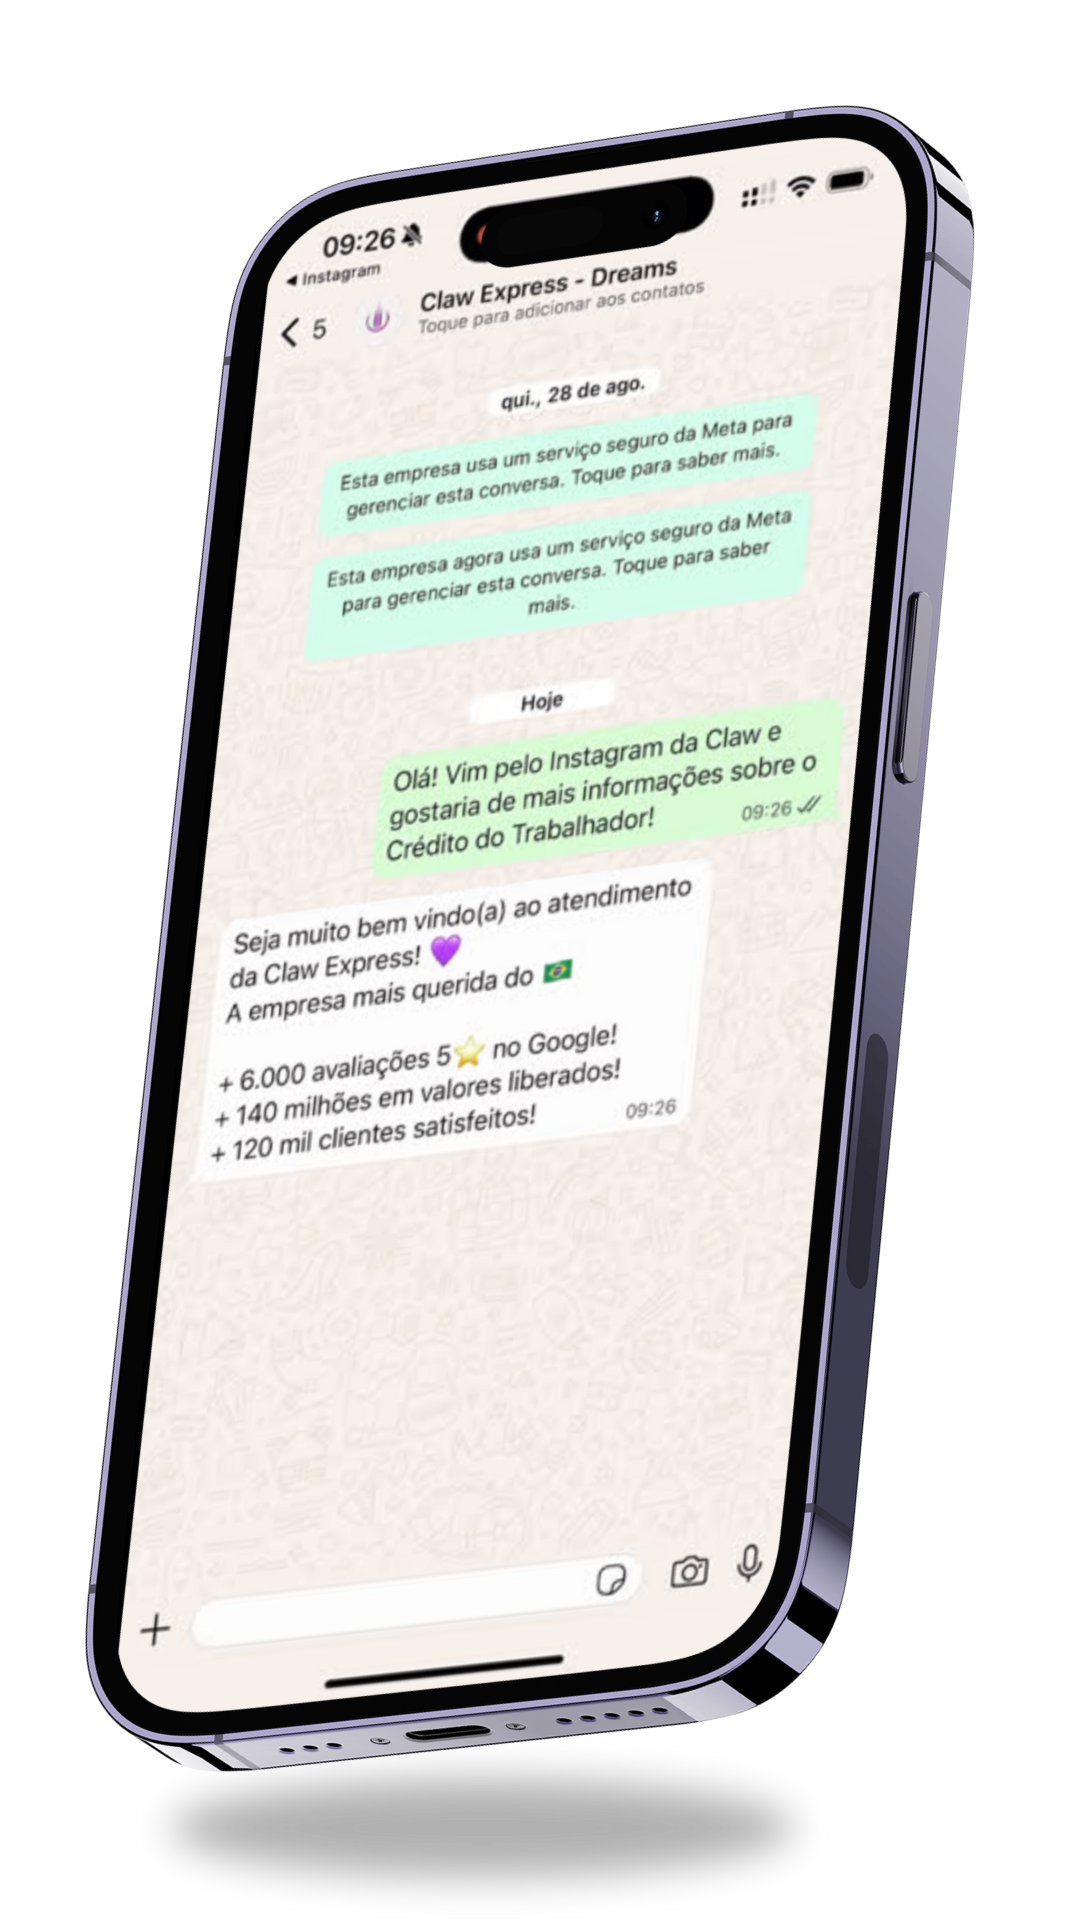 09:26
◀ Instagram
5
Claw Express - Dreams
Toque para adicionar aos contatos
qui., 28 de ago.
Esta empresa usa um serviço seguro da Meta para
gerenciar esta conversa. Toque para saber mais.
Esta empresa agora usa um serviço seguro da Meta
para gerenciar esta conversa. Toque para saber
mais.
Hoje
Olá! Vim pelo Instagram da Claw e
gostaria de mais informações sobre o
Crédito do Trabalhador!
09:26
Seja muito bem vindo(a) ao atendimento
da Claw Express! 💜
A empresa mais querida do 🇧🇷
+ 6.000 avaliações 5⭐ no Google!
+ 140 milhões em valores liberados!
+ 120 mil clientes satisfeitos!
09:26